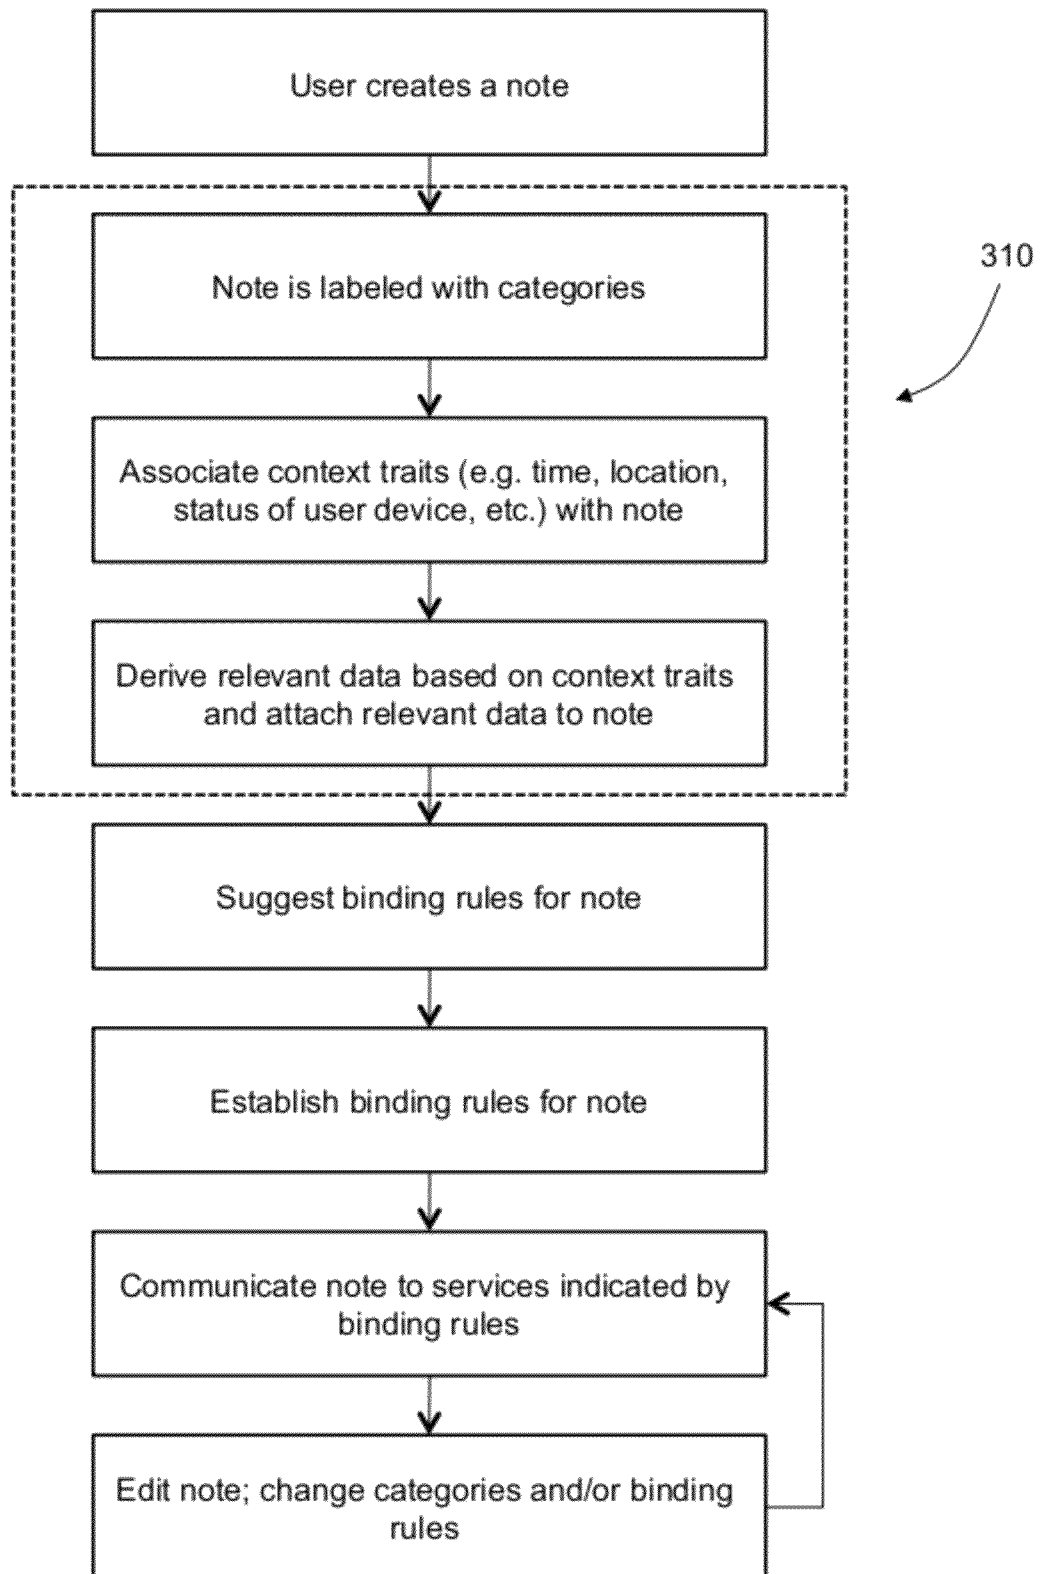 User creates a note
Note is labeled with categories
310
Associate context traits (e.g. time, location,
status of user device, etc.) with note
Derive relevant data based on context traits
and attach relevant data to note
Suggest binding rules for note
Establish binding rules for note
Communicate note to services indicated by
binding rules
Edit note; change categories and/or binding
rules